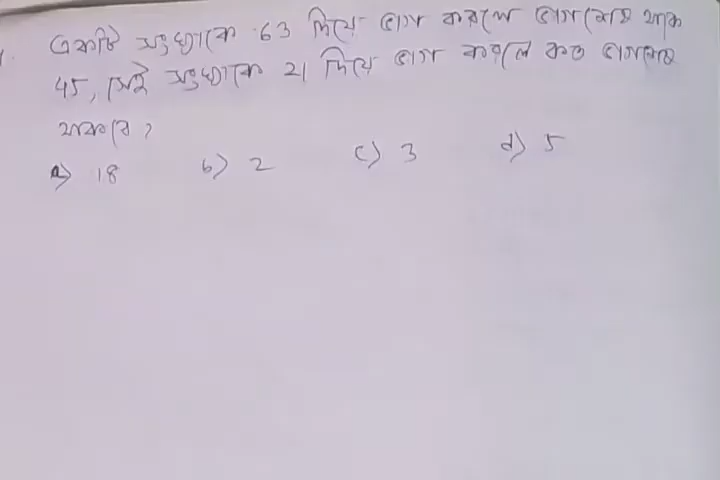 একটি সংখ্যাকে 63 দিয়ে ভাগ করলে ভাগশেষ থাকে
45, সেই সংখ্যাকে 21 দিয়ে ভাগ করলে কত ভাগশেষ
থাকবে?
a) 18 b) 2 c) 3 d) 5